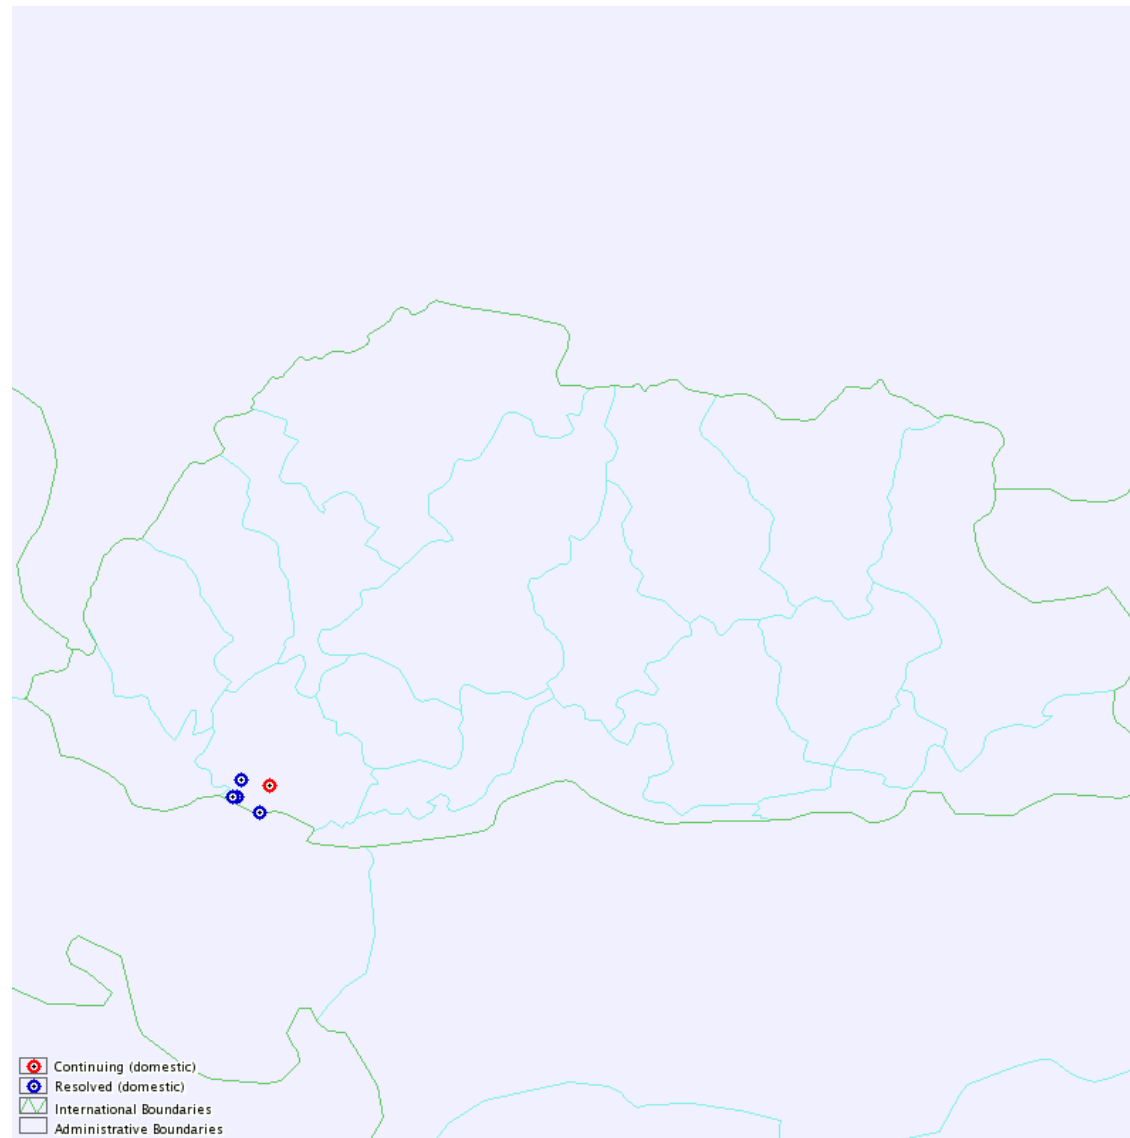 Continuing (domestic)
Resolved (domestic)
International Boundaries
Administrative Boundaries